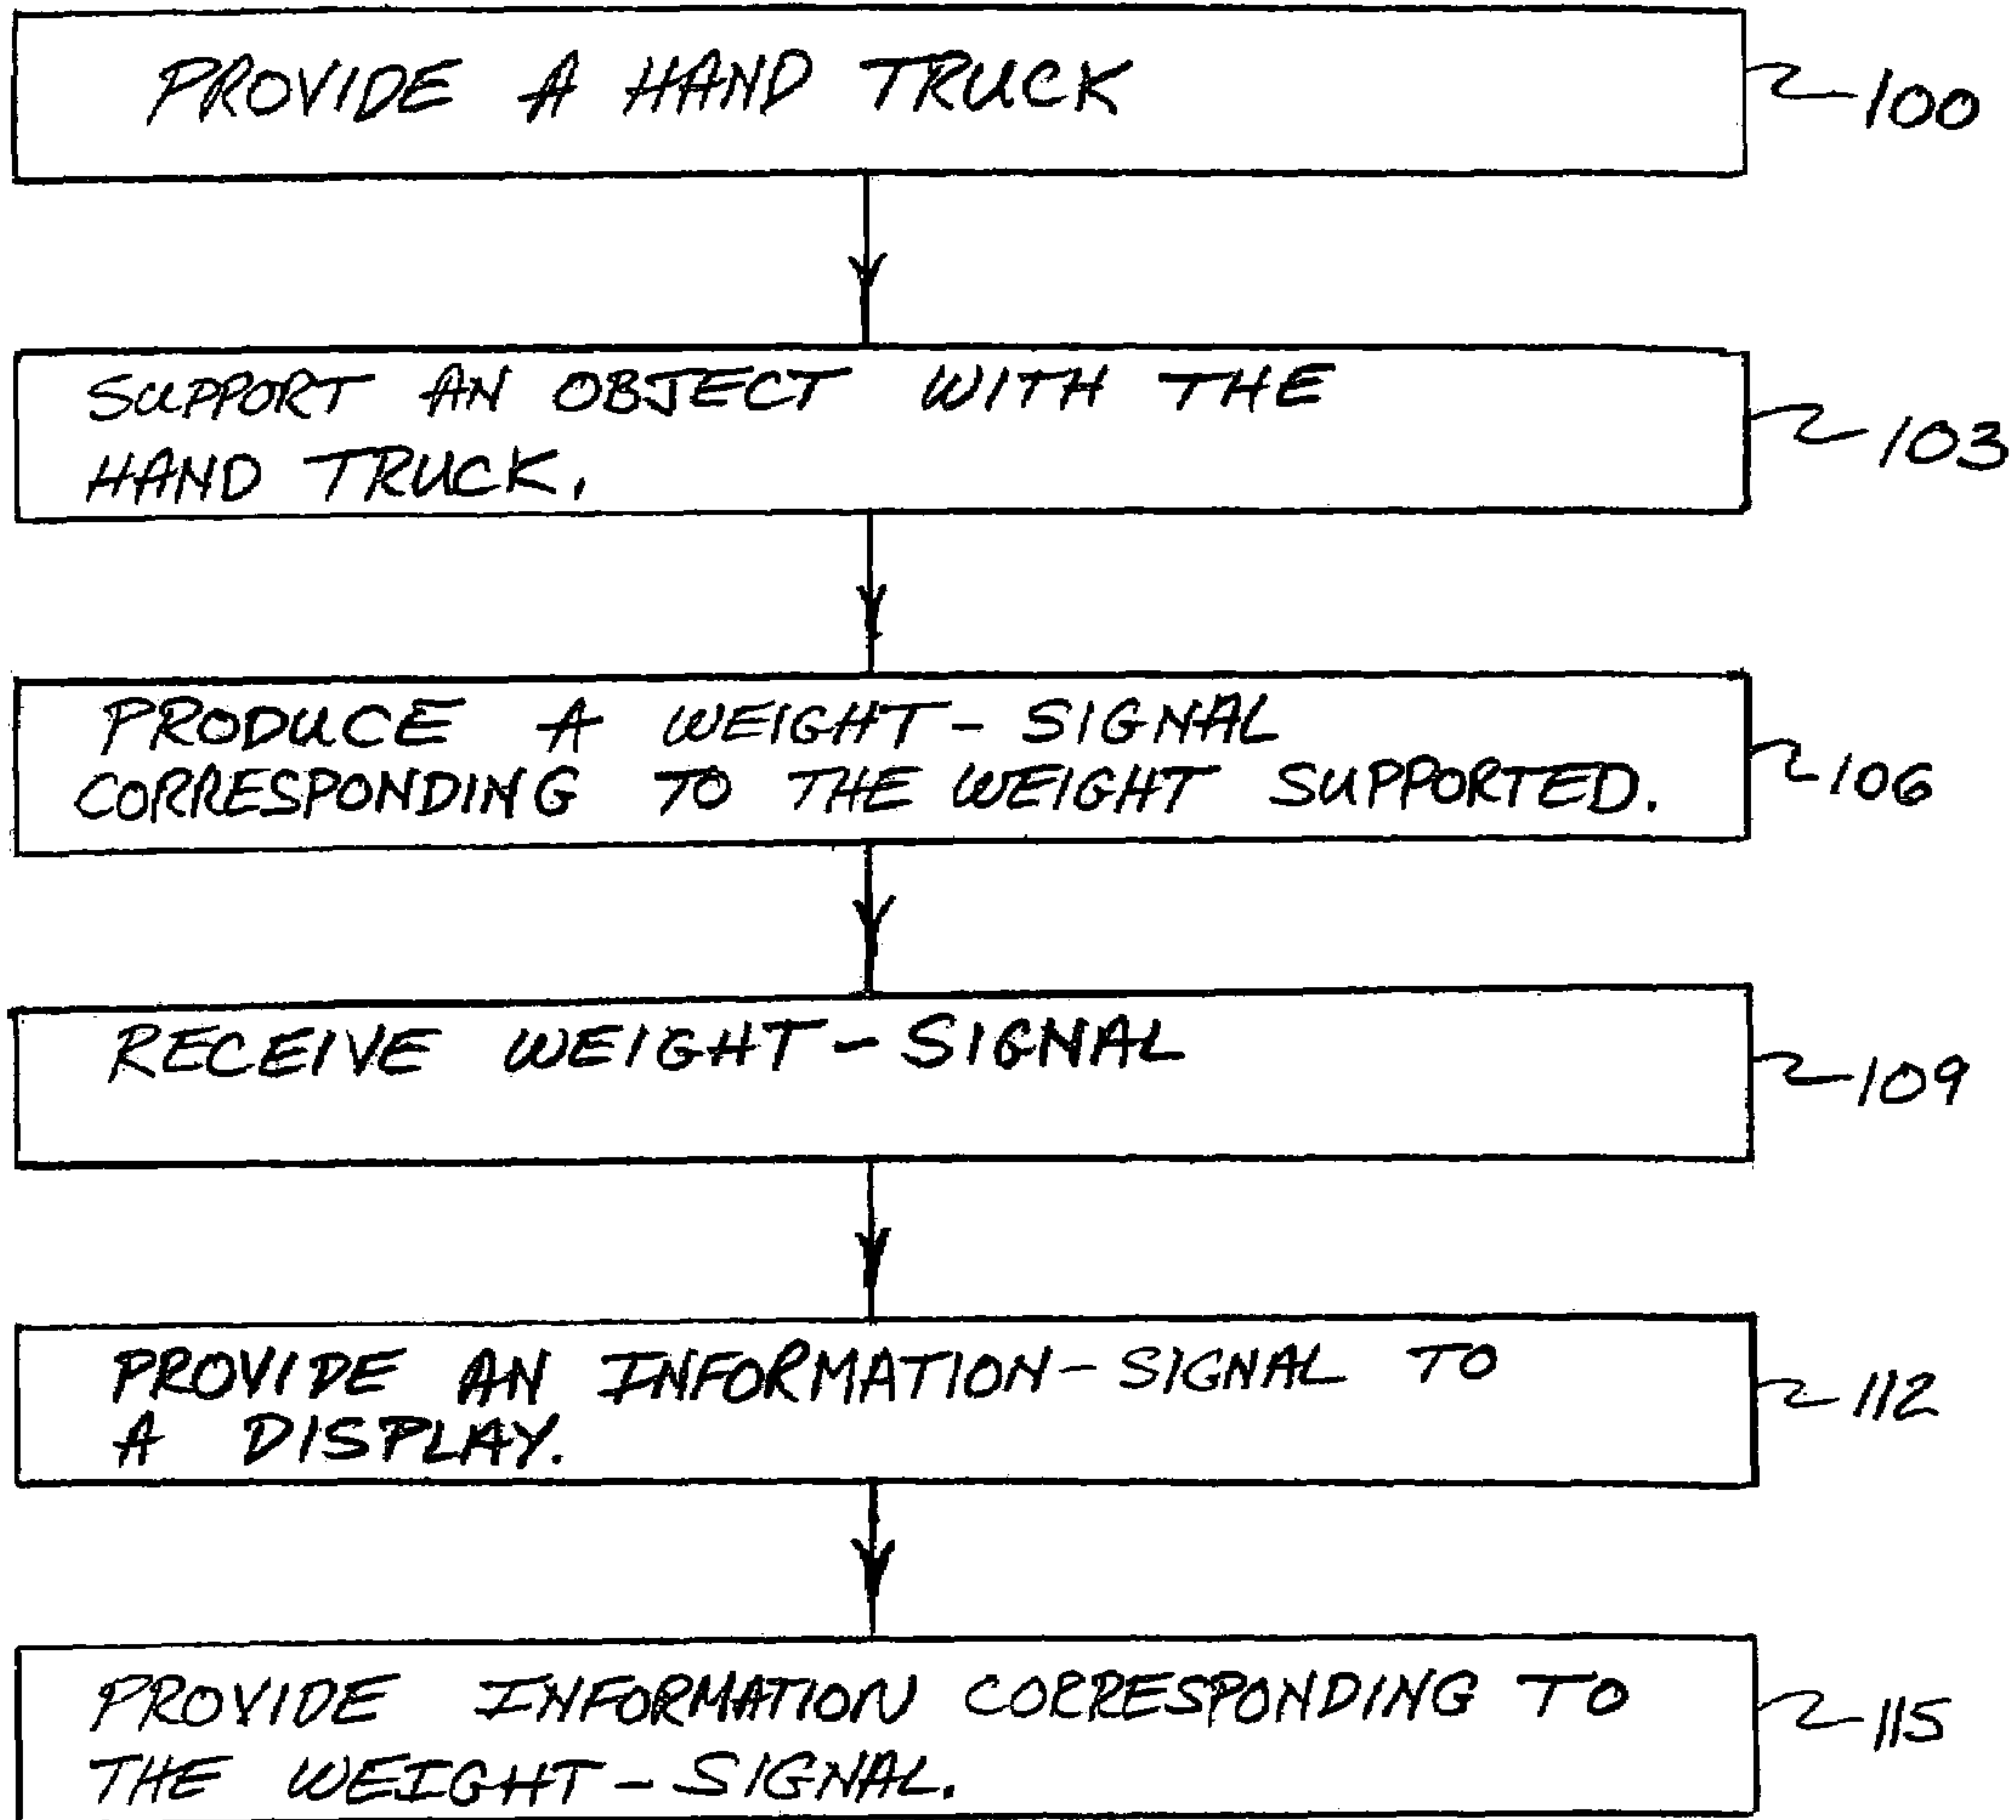 PROVIDE A HAND TRUCK
100
SUPPORT AN OBJECT WITH THE
HAND TRUCK.
103
PRODUCE A WEIGHT-SIGNAL
CORRESPONDING TO THE WEIGHT SUPPORTED.
106
RECEIVE WEIGHT-SIGNAL
109
PROVIDE AN INFORMATION-SIGNAL TO
A DISPLAY.
112
PROVIDE INFORMATION CORRESPONDING TO
THE WEIGHT-SIGNAL.
115